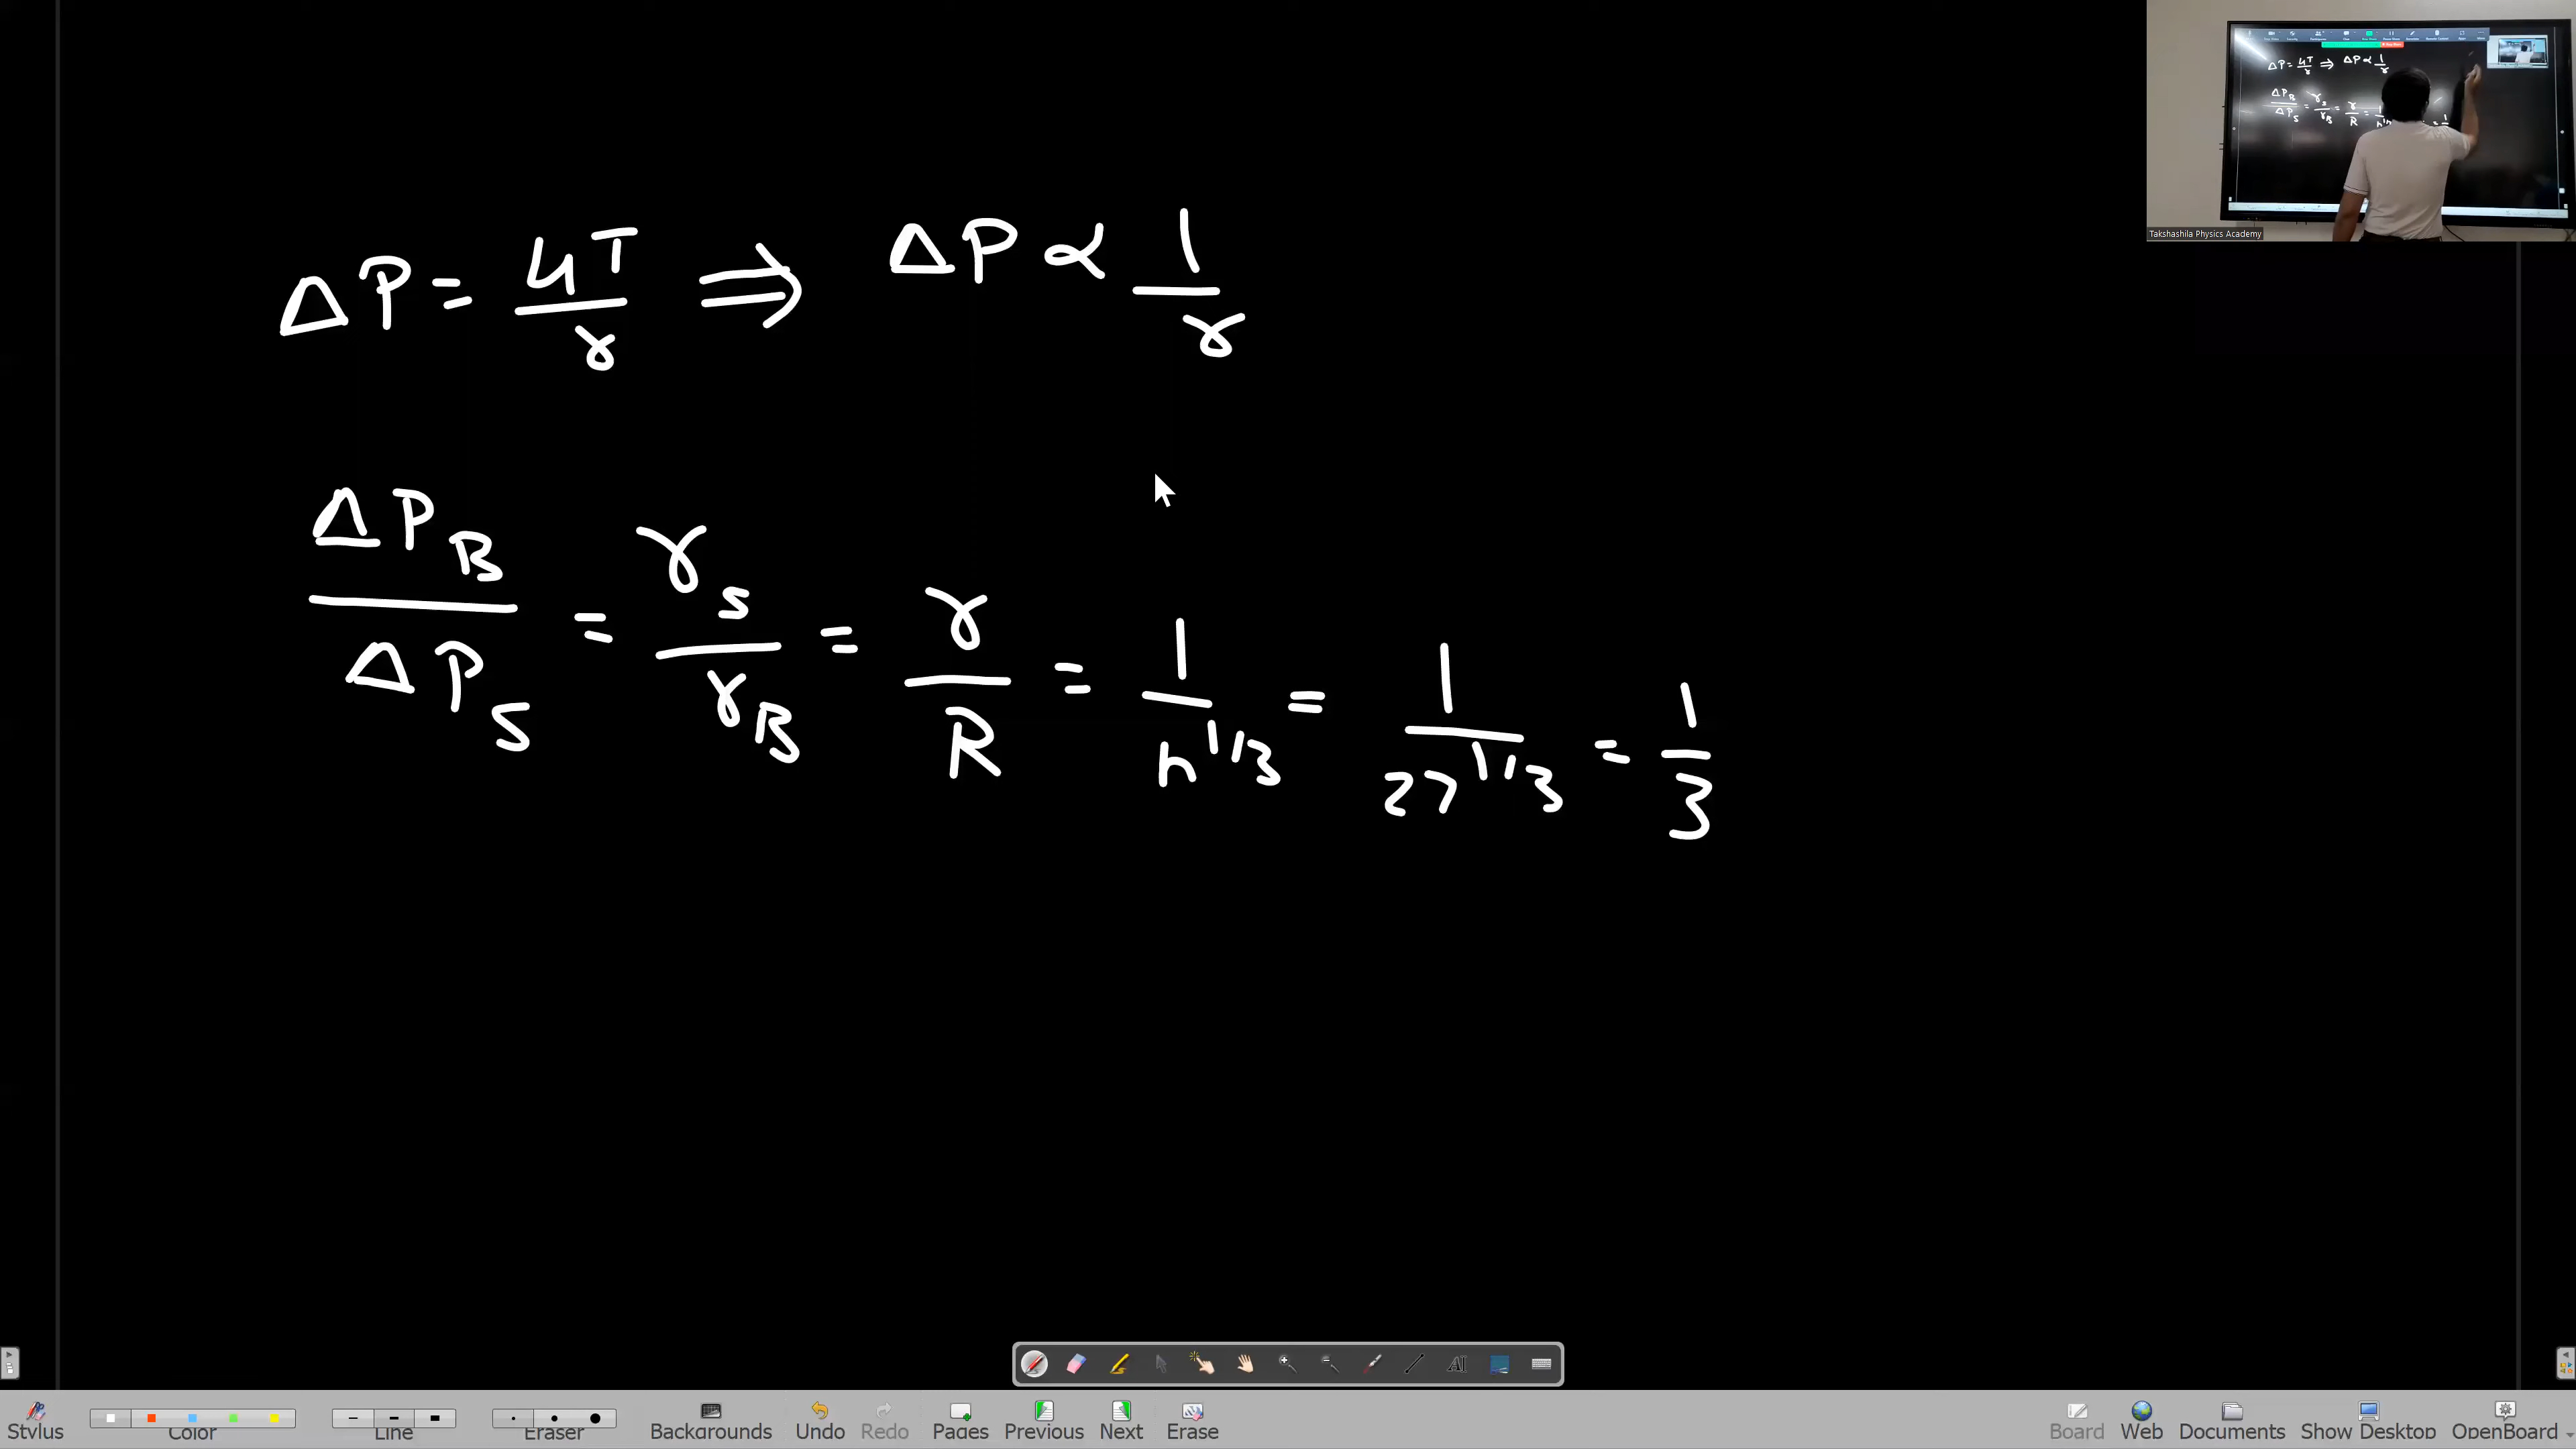 Takshashila Physics Academy
ΔP = 4T/r ⇒ ΔP ∝ 1/r
ΔP_B/ΔP_S = r_s/r_B = r/R = 1/n^1/3 = 1/27^1/3 = 1/3
Stylus Color Line Eraser Backgrounds Undo Redo Pages Previous Next Erase Board Web Documents Show Desktop OpenBoard